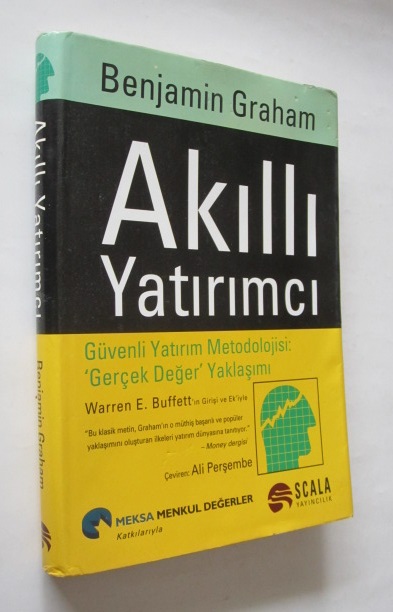 Benjamin Graham
Akıllı
Yatırımcı
Güvenli Yatırım Metodolojisi:
‘Gerçek Değer’ Yaklaşımı
Warren E. Buffett'ın Girişi ve Ek'iyle
"Bu klasik metin, Graham'ın o müthiş başarılı ve popüler
yaklaşımını oluşturan ilkeleri yatırım dünyasına tanıtıyor."
– Money dergisi
Çeviren: Ali Perşembe
MEKSA MENKUL DEĞERLER
Katkılarıyla
SCALA
YAYINCILIK
Akıllı Yatırımcı
Benjamin Graham